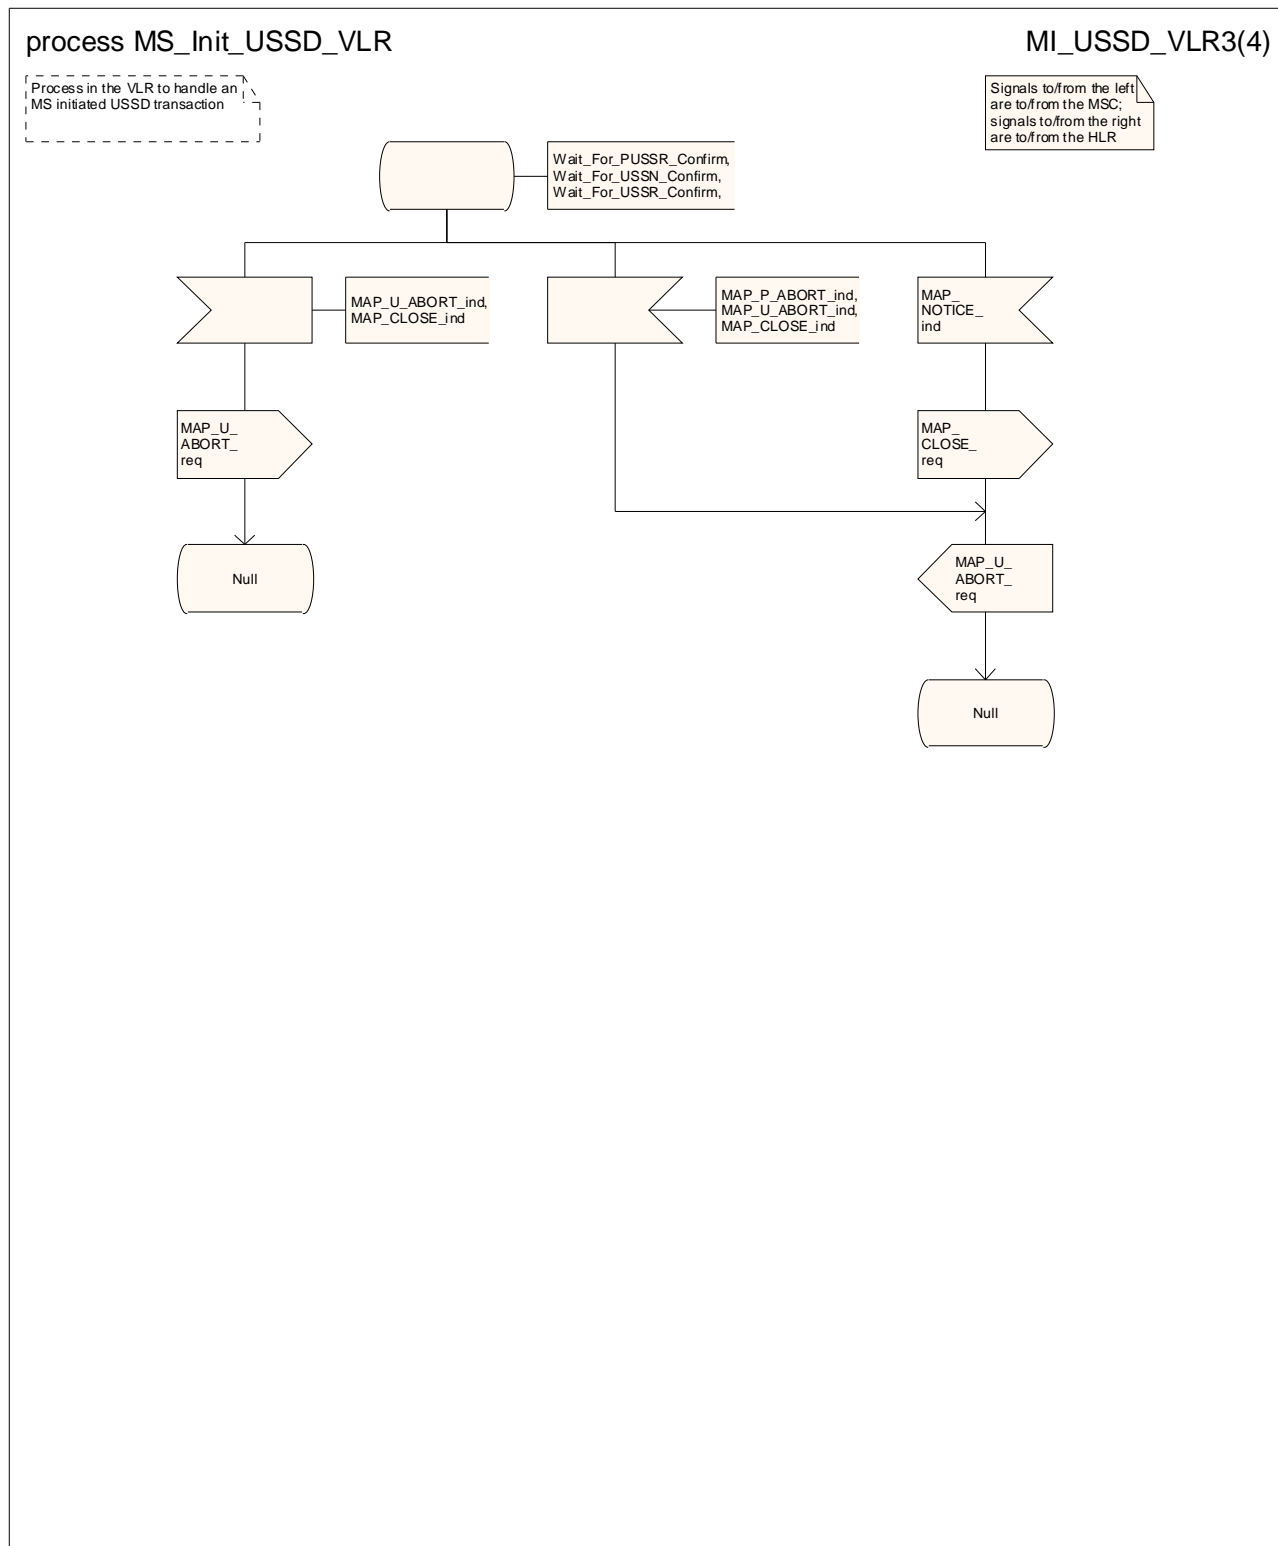 process MS_Init_USSD_VLR
MI_USSD_VLR3(4)
Process in the VLR to handle an
MS initiated USSD transaction
Signals to/from the left
are to/from the MSC;
signals to/from the right
are to/from the HLR
Wait_For_PUSSR_Confirm,
Wait_For_USSN_Confirm,
Wait_For_USSR_Confirm,
MAP_U_ABORT_ind,
MAP_CLOSE_ind
MAP_P_ABORT_ind,
MAP_U_ABORT_ind,
MAP_CLOSE_ind
MAP_
NOTICE_
ind
MAP_U_
ABORT_
req
MAP_
CLOSE_
req
Null
MAP_U_
ABORT_
req
Null